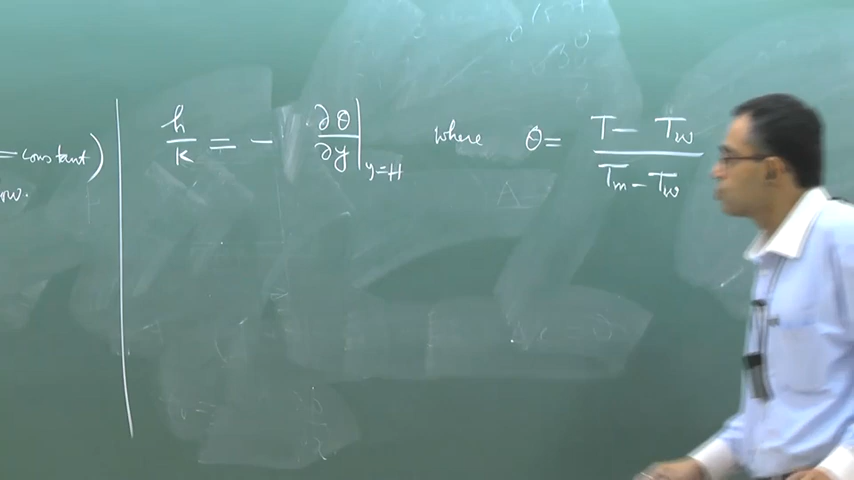 = constant)
ow.
h/k = - ∂θ/∂y |y=H where θ = T - Tw / Tm - Tw